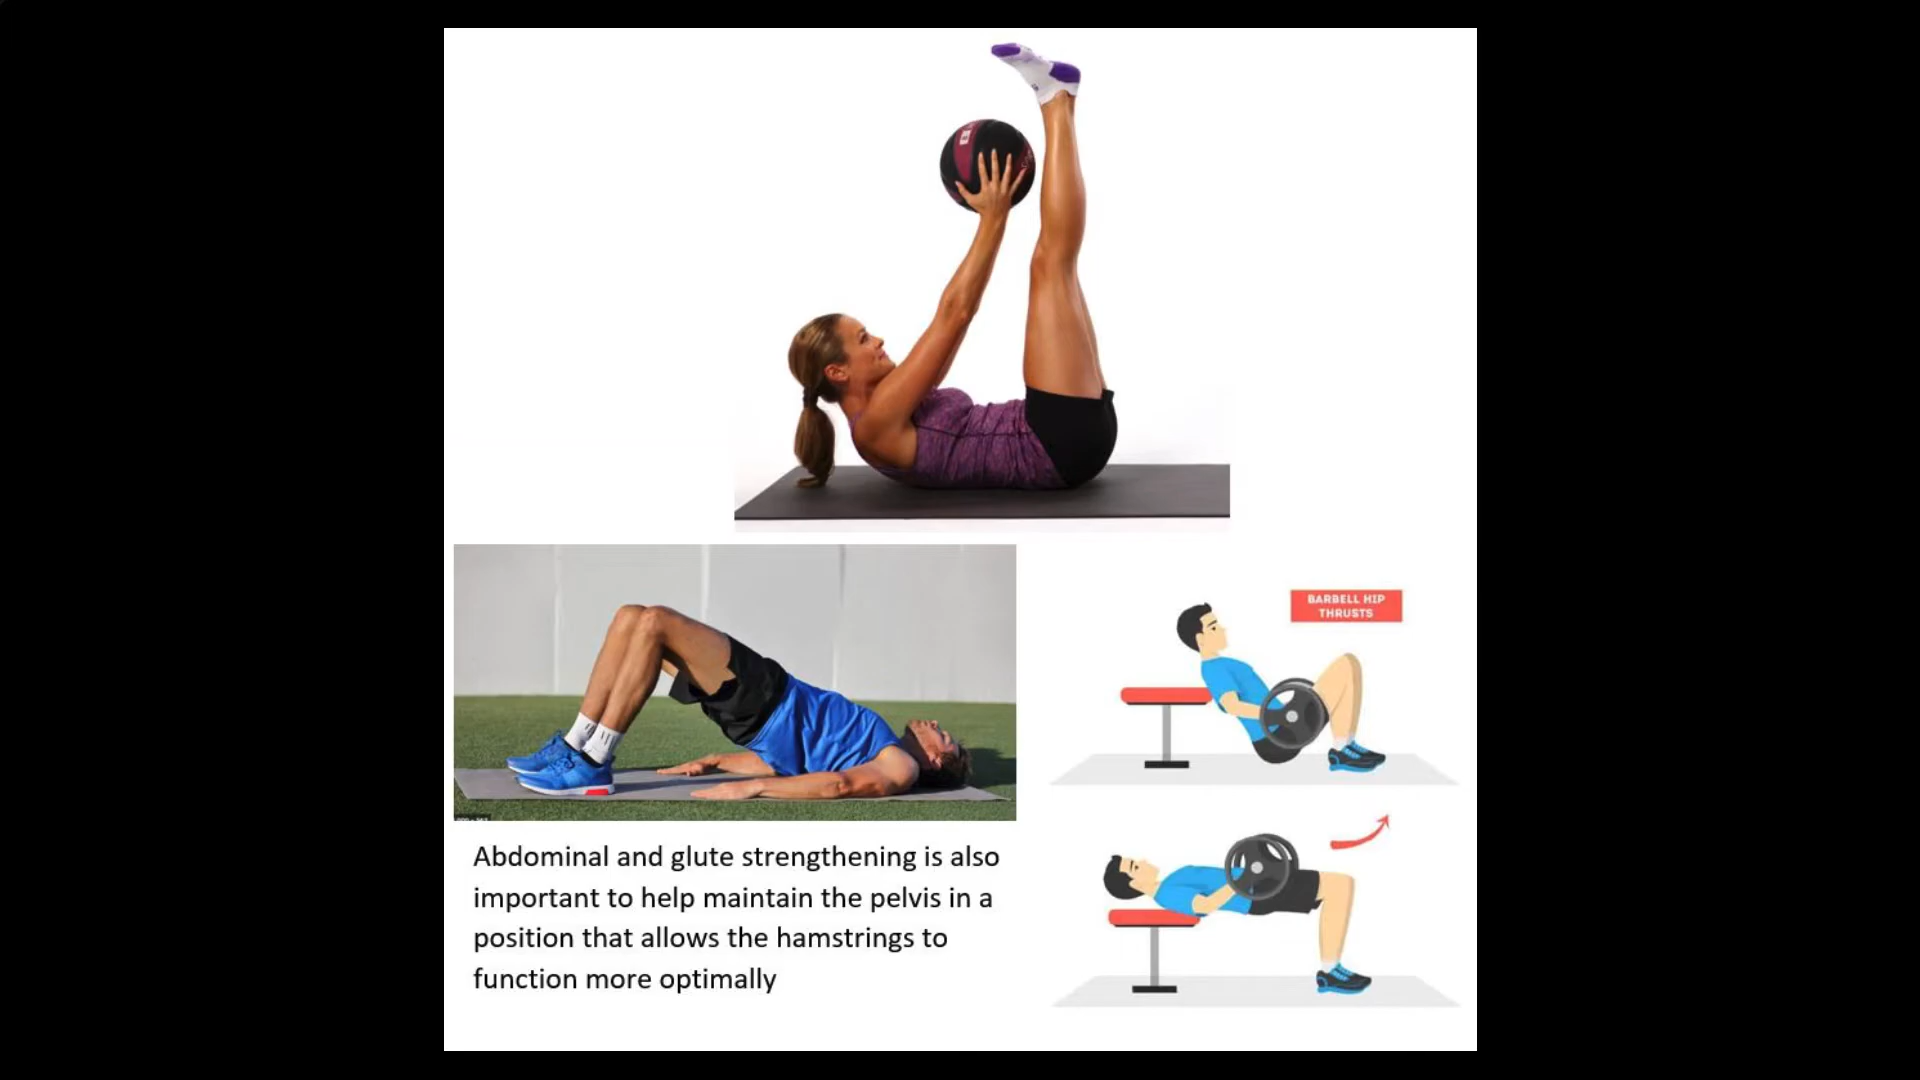 BARBELL HIP
THRUSTS
Abdominal and glute strengthening is also
important to help maintain the pelvis in a
position that allows the hamstrings to
function more optimally